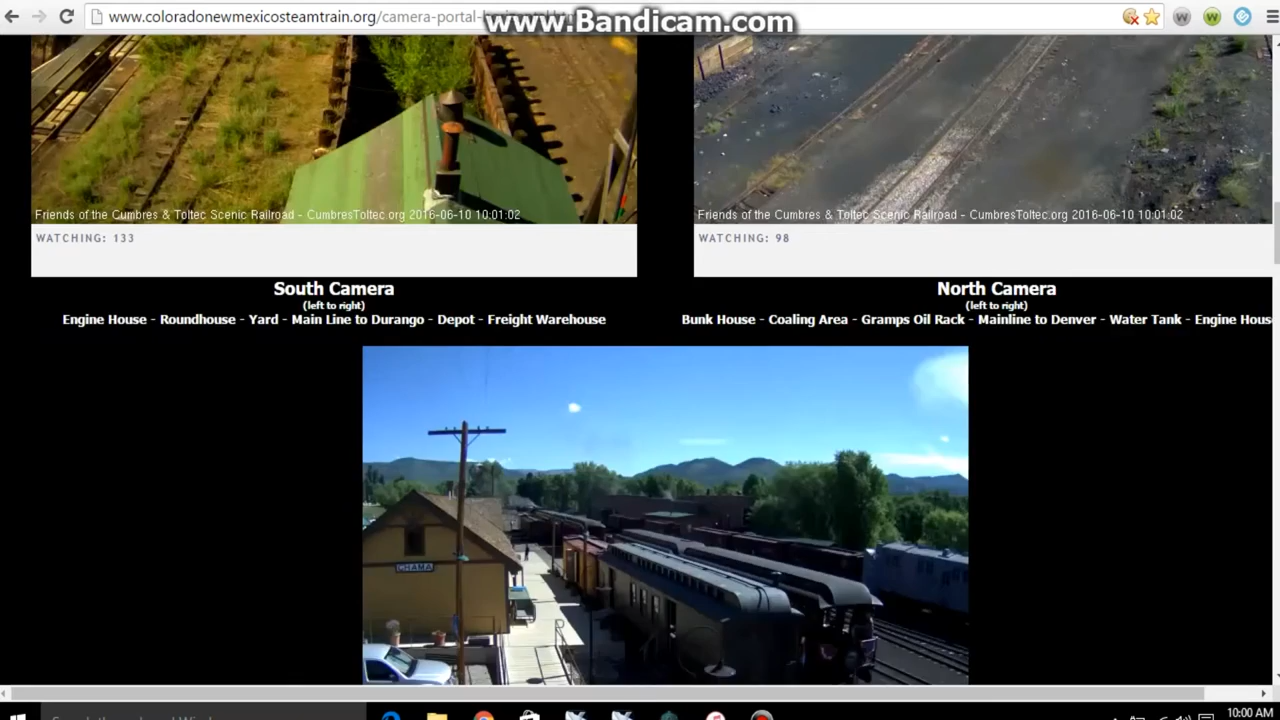 www.coloradonewmexicosteamtrain.org/camera-portal-
www.Bandicam.com
Friends of the Cumbres & Toltec Scenic Railroad - CumbresToltec.org 2016-06-10 10:01:02
Friends of the Cumbres & Toltec Scenic Railroad - CumbresToltec.org 2016-06-10 10:01:02
WATCHING: 133
WATCHING: 98
South Camera
(left to right)
Engine House - Roundhouse - Yard - Main Line to Durango - Depot - Freight Warehouse
North Camera
(left to right)
Bunk House - Coaling Area - Gramps Oil Rack - Mainline to Denver - Water Tank - Engine Hous
CHAMA
10:00 AM